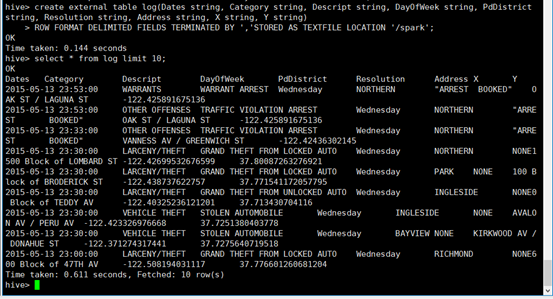 hive> create external table log(Dates string, Category string, Descript string, DayOfWeek string, PdDistrict
string, Resolution string, Address string, X string, Y string)
    > ROW FORMAT DELIMITED FIELDS TERMINATED BY ','STORED AS TEXTFILE LOCATION '/spark';
OK
Time taken: 0.144 seconds
hive> select * from log limit 10;
OK
Dates Category Descript DayOfWeek PdDistrict Resolution Address X Y
2015-05-13 23:53:00 WARRANTS WARRANT ARREST Wednesday NORTHERN "ARREST BOOKED" O
AK ST / LAGUNA ST -122.425891675136
2015-05-13 23:53:00 OTHER OFFENSES TRAFFIC VIOLATION ARREST Wednesday NORTHERN "ARRE
ST BOOKED" OAK ST / LAGUNA ST -122.425891675136
2015-05-13 23:33:00 OTHER OFFENSES TRAFFIC VIOLATION ARREST Wednesday NORTHERN "ARRE
ST BOOKED" VANNESS AV / GREENWICH ST -122.42436302145
2015-05-13 23:30:00 LARCENY/THEFT GRAND THEFT FROM LOCKED AUTO Wednesday NORTHERN NONE1
500 Block of LOMBARD ST -122.42699532676599 37.80087263276921
2015-05-13 23:30:00 LARCENY/THEFT GRAND THEFT FROM LOCKED AUTO Wednesday PARK NONE 100 B
lock of BRODERICK ST -122.438737622757 37.771541172057795
2015-05-13 23:30:00 LARCENY/THEFT GRAND THEFT FROM UNLOCKED AUTO Wednesday INGLESIDE NONE0
Block of TEDDY AV -122.40325236121201 37.713430704116
2015-05-13 23:30:00 VEHICLE THEFT STOLEN AUTOMOBILE Wednesday INGLESIDE NONE AVALO
N AV / PERU AV -122.423326976668 37.7251380403778
2015-05-13 23:30:00 VEHICLE THEFT STOLEN AUTOMOBILE Wednesday BAYVIEW NONE KIRKWOOD AV /
DONAHUE ST -122.371274317441 37.7275640719518
2015-05-13 23:00:00 LARCENY/THEFT GRAND THEFT FROM LOCKED AUTO Wednesday RICHMOND NONE6
00 Block of 47TH AV -122.508194031117 37.776601260681204
Time taken: 0.611 seconds, Fetched: 10 row(s)
hive>